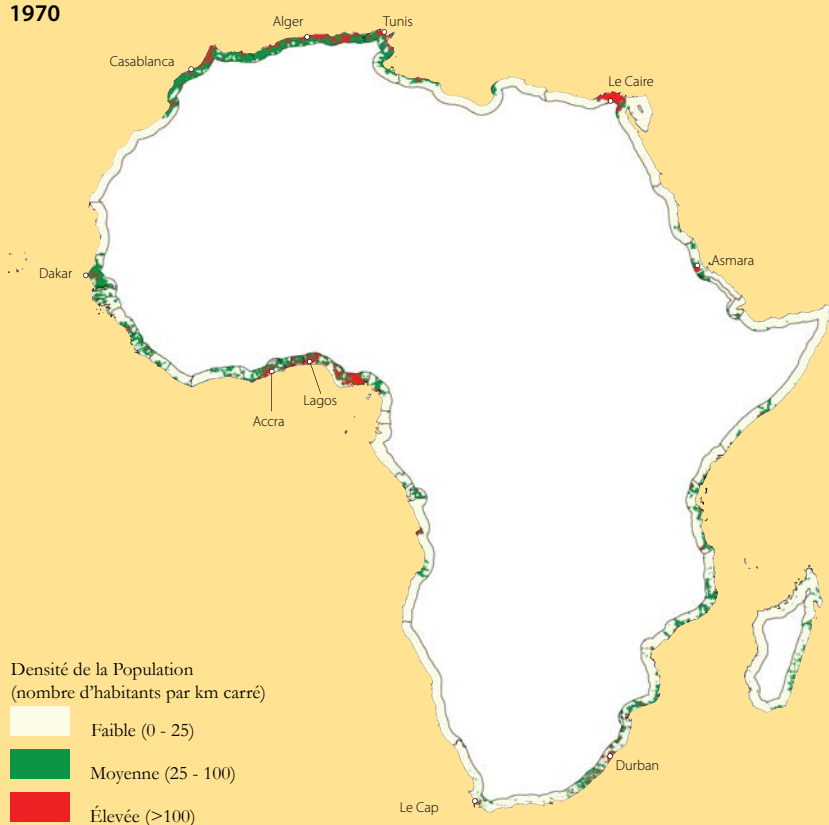 1970
Alger
Tunis
Casablanca
Le Caire
Dakar
Asmara
Lagos
Accra
Durban
Le Cap
Densité de la Population
(nombre d'habitants par km carré)
Faible (0 - 25)
Moyenne (25 - 100)
Élevée (>100)